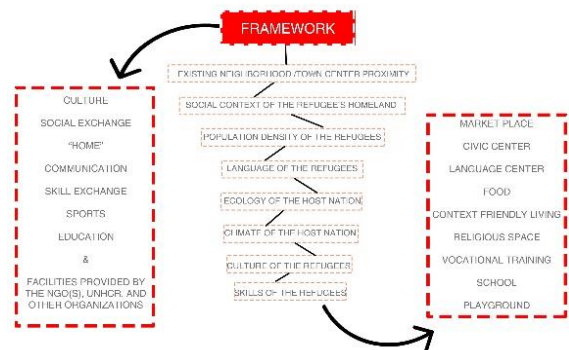 FRAMEWORK
EXISTING NEIGHBORHOOD/TOWN CENTER PROXIMITY
SOCIAL CONTEXT OF THE REFUGEE'S HOMELAND
POPULATION DENSITY OF THE REFUGEES
LANGUAGE OF THE REFUGEES
ECOLOGY OF THE HOST NATION
CLIMATE OF THE HOST NATION
CULTURE OF THE REFUGEES
SKILLS OF THE REFUGEES
CULTURE
SOCIAL EXCHANGE
"HOME"
COMMUNICATION
SKILL EXCHANGE
SPORTS
EDUCATION
&
FACILITIES PROVIDED BY
THE NGO(S), UNHCR, AND
OTHER ORGANIZATIONS
MARKET PLACE
CIVIC CENTER
LANGUAGE CENTER
FOOD
CONTEXT FRIENDLY LIVING
RELIGIOUS SPACE
VOCATIONAL TRAINING
SCHOOL
PLAYGROUND